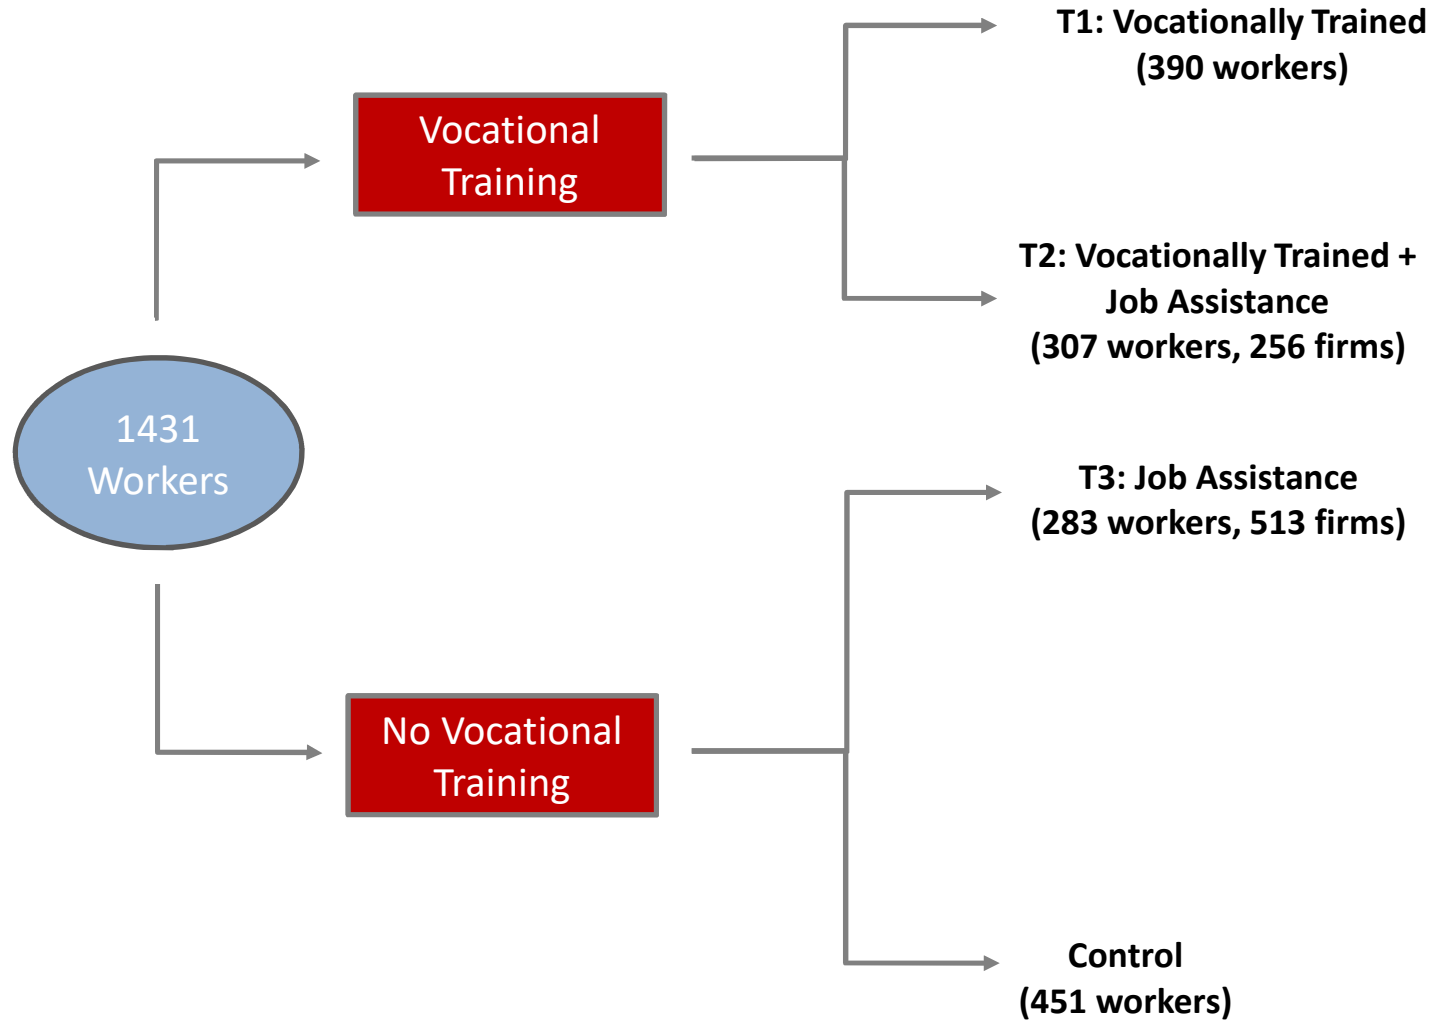 T1: Vocationally Trained
(390 workers)
Vocational
Training
T2: Vocationally Trained +
Job Assistance
(307 workers, 256 firms)
1431
Workers
T3: Job Assistance
(283 workers, 513 firms)
No Vocational
Training
Control
(451 workers)